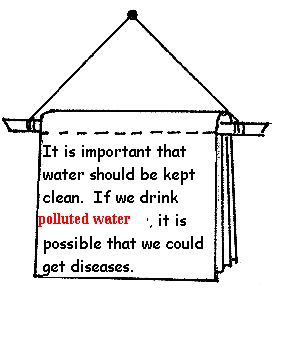 It is important that
water should be kept
clean. If we drink
polluted water , it is
possible that we could
get diseases.